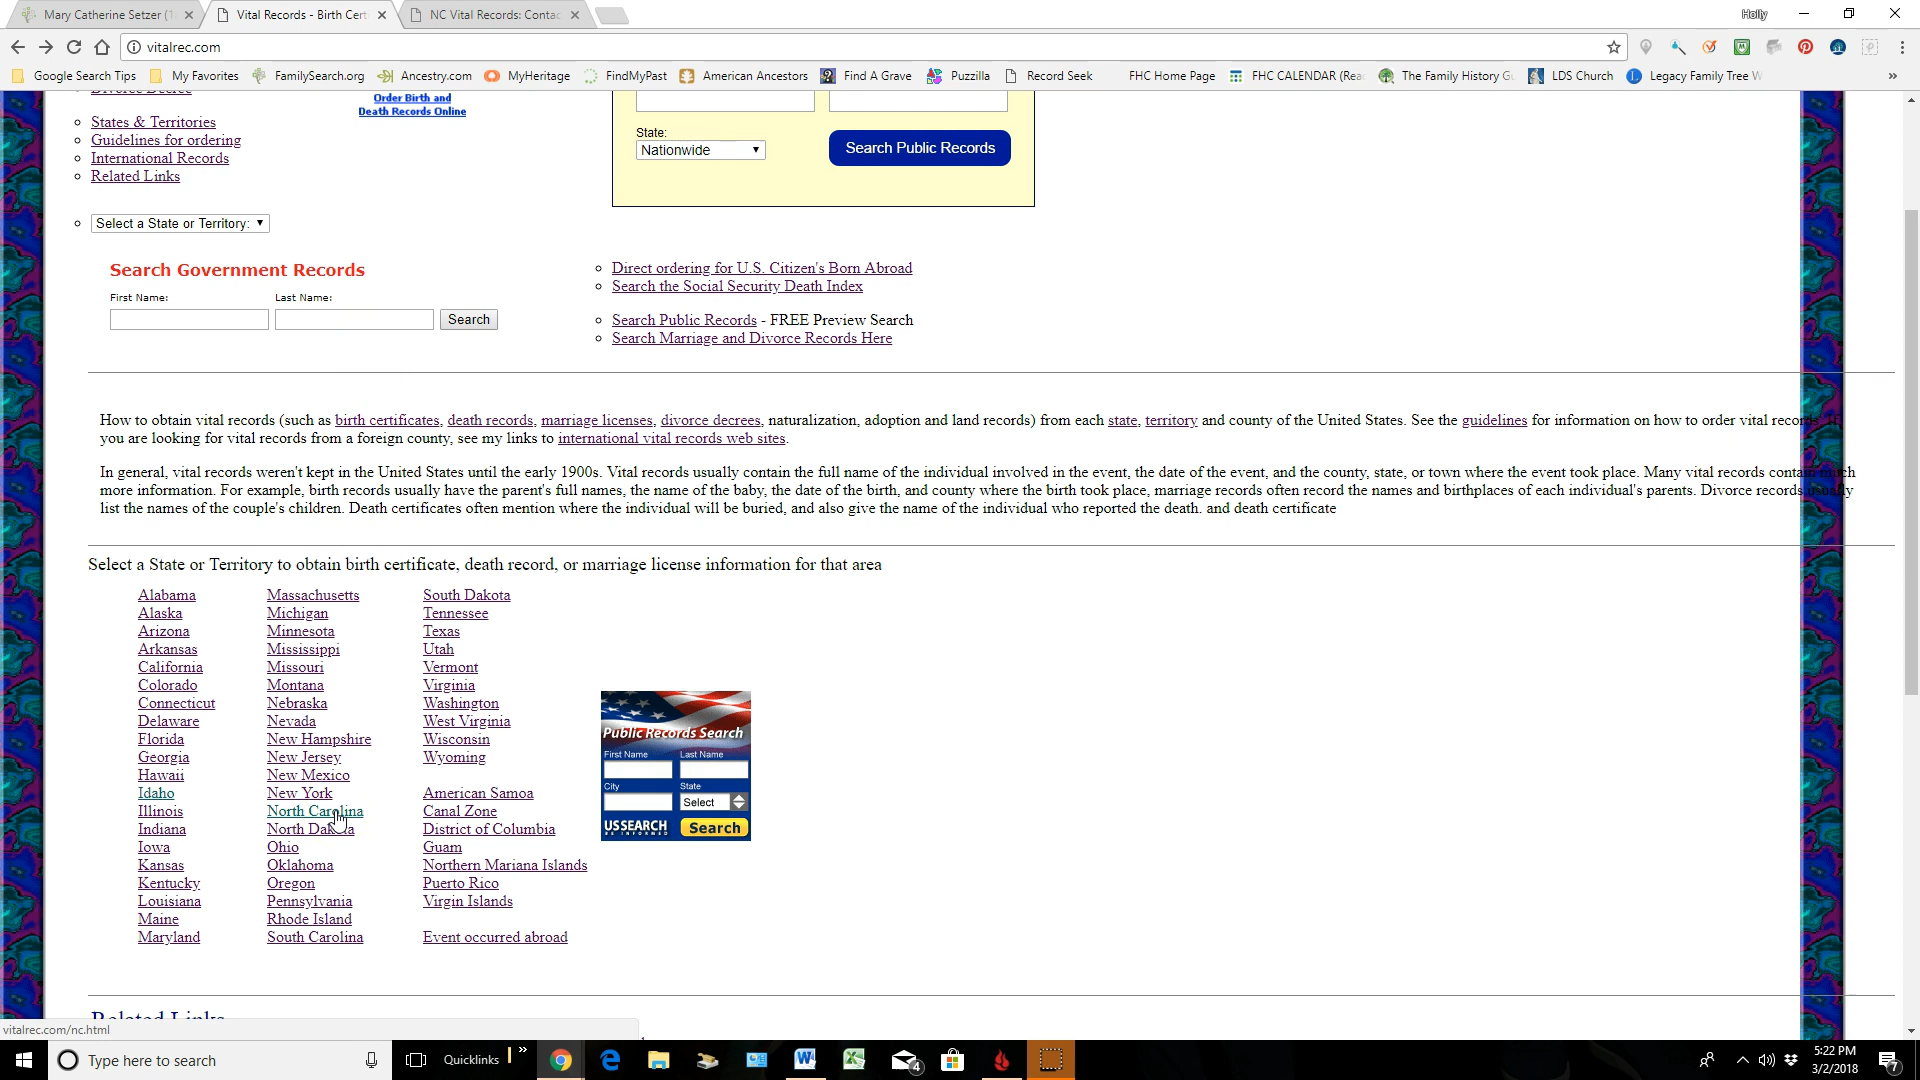 Mary Catherine Setzer (1
Vital Records - Birth Cert
NC Vital Records: Contac
Holly
vitalrec.com
Google Search Tips
My Favorites
FamilySearch.org
Ancestry.com
MyHeritage
FindMyPast
American Ancestors
Find A Grave
Puzzilla
Record Seek
FHC Home Page
FHC CALENDAR (Rea
The Family History Gu
LDS Church
Legacy Family Tree W
»
Divorce Decree
States & Territories
Guidelines for ordering
International Records
Related Links
Order Birth and
Death Records Online
State:
Nationwide
Search Public Records
Select a State or Territory:
Search Government Records
First Name:
Last Name:
Search
Direct ordering for U.S. Citizen's Born Abroad
Search the Social Security Death Index
Search Public Records - FREE Preview Search
Search Marriage and Divorce Records Here
How to obtain vital records (such as birth certificates, death records, marriage licenses, divorce decrees, naturalization, adoption and land records) from each state, territory and county of the United States. See the guidelines for information on how to order vital records. If
you are looking for vital records from a foreign county, see my links to international vital records web sites.
In general, vital records weren't kept in the United States until the early 1900s. Vital records usually contain the full name of the individual involved in the event, the date of the event, and the county, state, or town where the event took place. Many vital records contain much
more information. For example, birth records usually have the parent's full names, the name of the baby, the date of the birth, and county where the birth took place, marriage records often record the names and birthplaces of each individual's parents. Divorce records usually
list the names of the couple's children. Death certificates often mention where the individual will be buried, and also give the name of the individual who reported the death. and death certificate
Select a State or Territory to obtain birth certificate, death record, or marriage license information for that area
Alabama
Alaska
Arizona
Arkansas
California
Colorado
Connecticut
Delaware
Florida
Georgia
Hawaii
Idaho
Illinois
Indiana
Iowa
Kansas
Kentucky
Louisiana
Maine
Maryland
Massachusetts
Michigan
Minnesota
Mississippi
Missouri
Montana
Nebraska
Nevada
New Hampshire
New Jersey
New Mexico
New York
North Carolina
North Dakota
Ohio
Oklahoma
Oregon
Pennsylvania
Rhode Island
South Carolina
South Dakota
Tennessee
Texas
Utah
Vermont
Virginia
Washington
West Virginia
Wisconsin
Wyoming
American Samoa
Canal Zone
District of Columbia
Guam
Northern Mariana Islands
Puerto Rico
Virgin Islands
Event occurred abroad
Public Records Search
First Name
Last Name
City
State
Select
USSEARCH
BE INFORMED
Search
Related Links
vitalrec.com/nc.html
Type here to search
Quicklinks
»
4
5:22 PM
3/2/2018
7